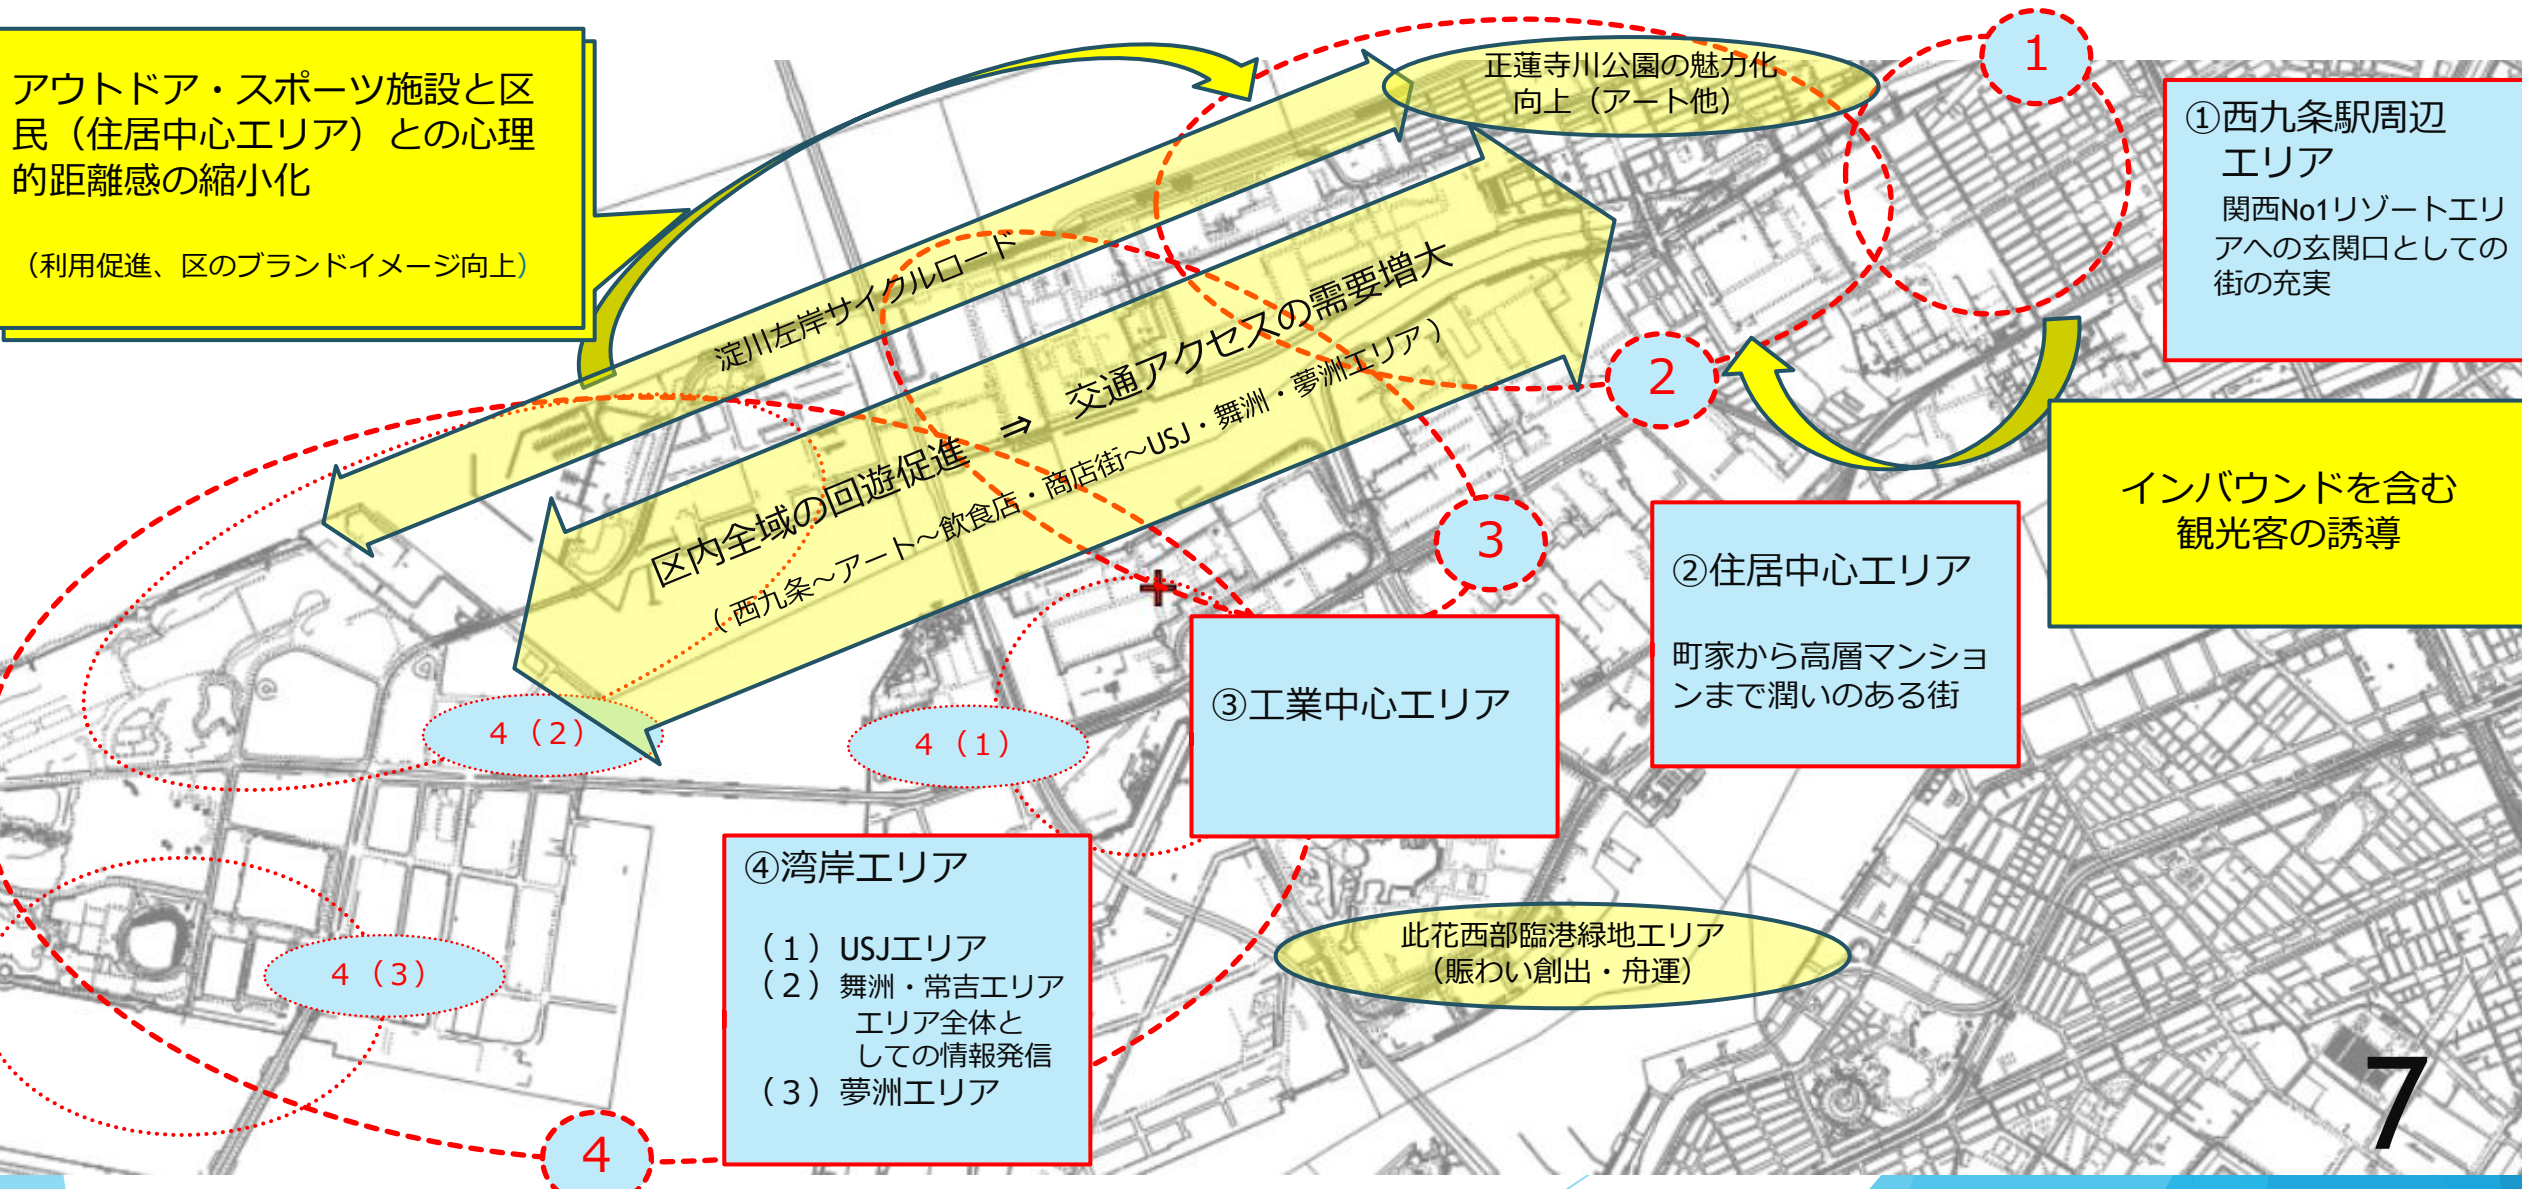 アウトドア・スポーツ施設と区
民（住居中心エリア）との心理
的距離感の縮小化
（利用促進、区のブランドイメージ向上）
正蓮寺川公園の魅力化
向上（アート他）
1
①西九条駅周辺
エリア
関西No1リゾートエリ
アへの玄関口としての
街の充実
淀川左岸サイクルロード
区内全域の回遊促進　⇒　交通アクセスの需要増大
（西九条～アート～飲食店・商店街～USJ・舞洲・夢洲エリア）
2
3
インバウンドを含む
観光客の誘導
②住居中心エリア
町家から高層マンショ
ンまで潤いのある街
③工業中心エリア
4（2）
4（1）
4（3）
④湾岸エリア
（1）USJエリア
（2）舞洲・常吉エリア
エリア全体と
しての情報発信
（3）夢洲エリア
此花西部臨港緑地エリア
（賑わい創出・舟運）
4
7